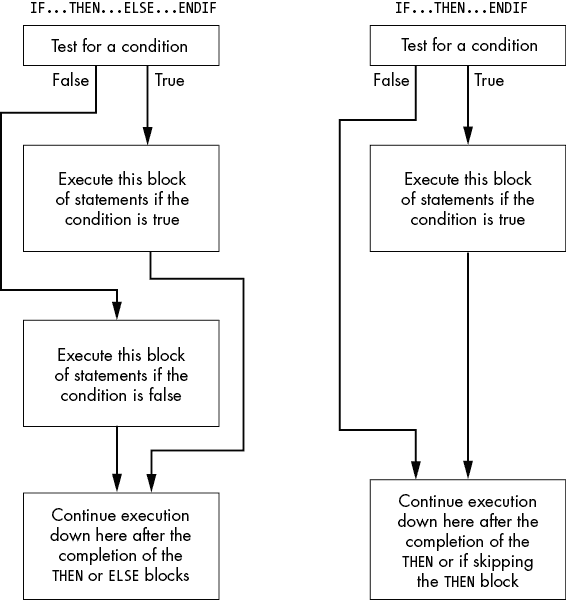 IF...THEN...ELSE...ENDIF
Test for a condition
False
True
Execute this block
of statements if the
condition is true
Execute this block
of statements if the
condition is false
Continue execution
down here after the
completion of the
THEN or ELSE blocks
IF...THEN...ENDIF
Test for a condition
False
True
Execute this block
of statements if the
condition is true
Continue execution
down here after the
completion of the
THEN or if skipping
the THEN block